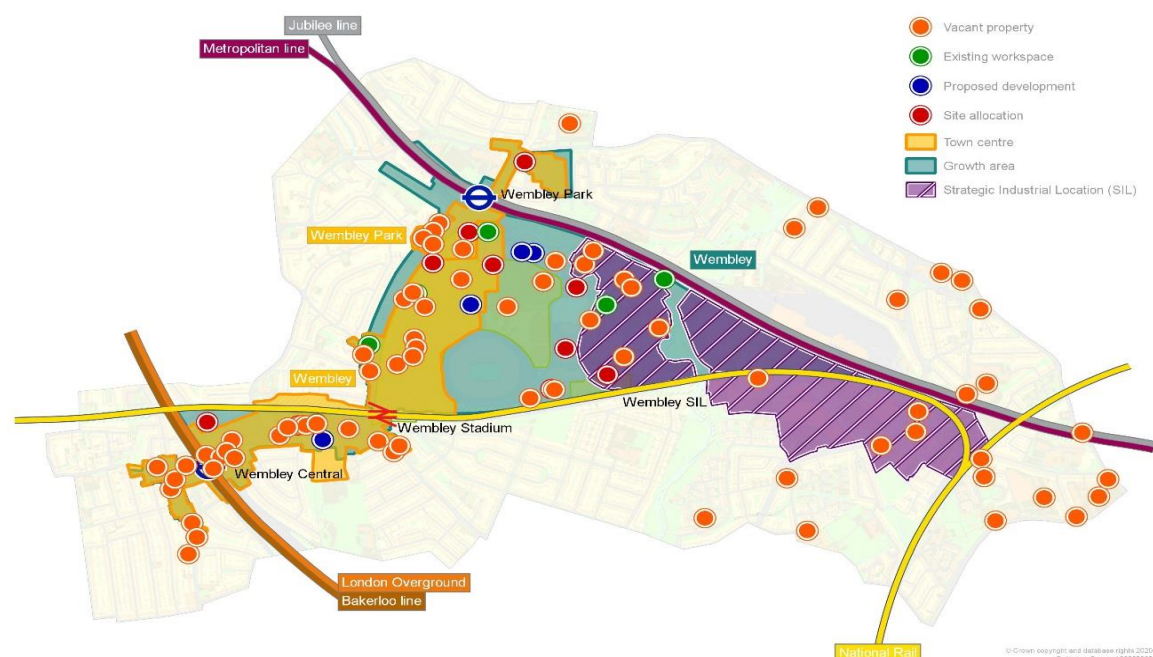 Jubilee line
Metropolitan line
Vacant property
Existing workspace
Proposed development
Site allocation
Town centre
Growth area
Strategic Industrial Location (SIL)
Wembley Park
Wembley Park
Wembley
Wembley
Wembley SIL
Wembley Stadium
Wembley Central
London Overground
Bakerloo line
National Rail
© Crown copyright and database rights 2020